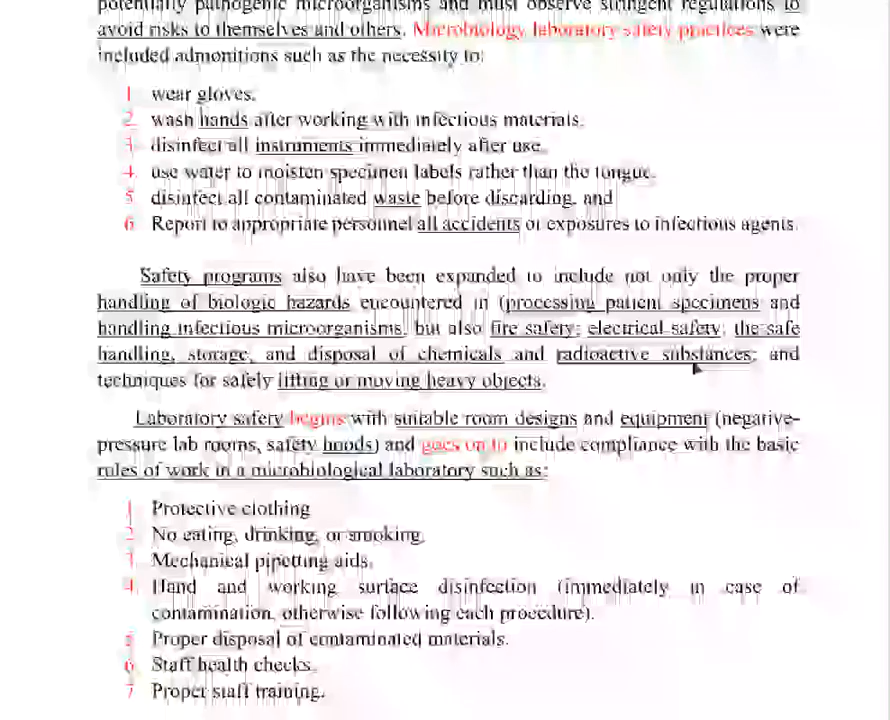 potentially pathogenic microorganisms and must observe stringent regulations to
avoid risks to themselves and others. Microbiology laboratory safety practices were
included admonitions such as the necessity to:
1 wear gloves,
2 wash hands after working with infectious materials,
3 disinfect all instruments immediately after use,
4 use water to moisten specimen labels rather than the tongue,
5 disinfect all contaminated waste before discarding, and
6 Report to appropriate personnel all accidents or exposures to infectious agents.
Safety programs also have been expanded to include not only the proper
handling of biologic hazards encountered in (processing patient specimens and
handling infectious microorganisms, but also fire safety; electrical safety; the safe
handling, storage, and disposal of chemicals and radioactive substances; and
techniques for safely lifting or moving heavy objects.
Laboratory safety begins with suitable room designs and equipment (negative-
pressure lab rooms, safety hoods) and goes on to include compliance with the basic
rules of work in a microbiological laboratory such as:
1 Protective clothing
2 No eating, drinking, or smoking,
3 Mechanical pipetting aids,
4 Hand and working surface disinfection (immediately in case of
contamination, otherwise following each procedure).
5 Proper disposal of contaminated materials.
6 Staff health checks.
7 Proper staff training.